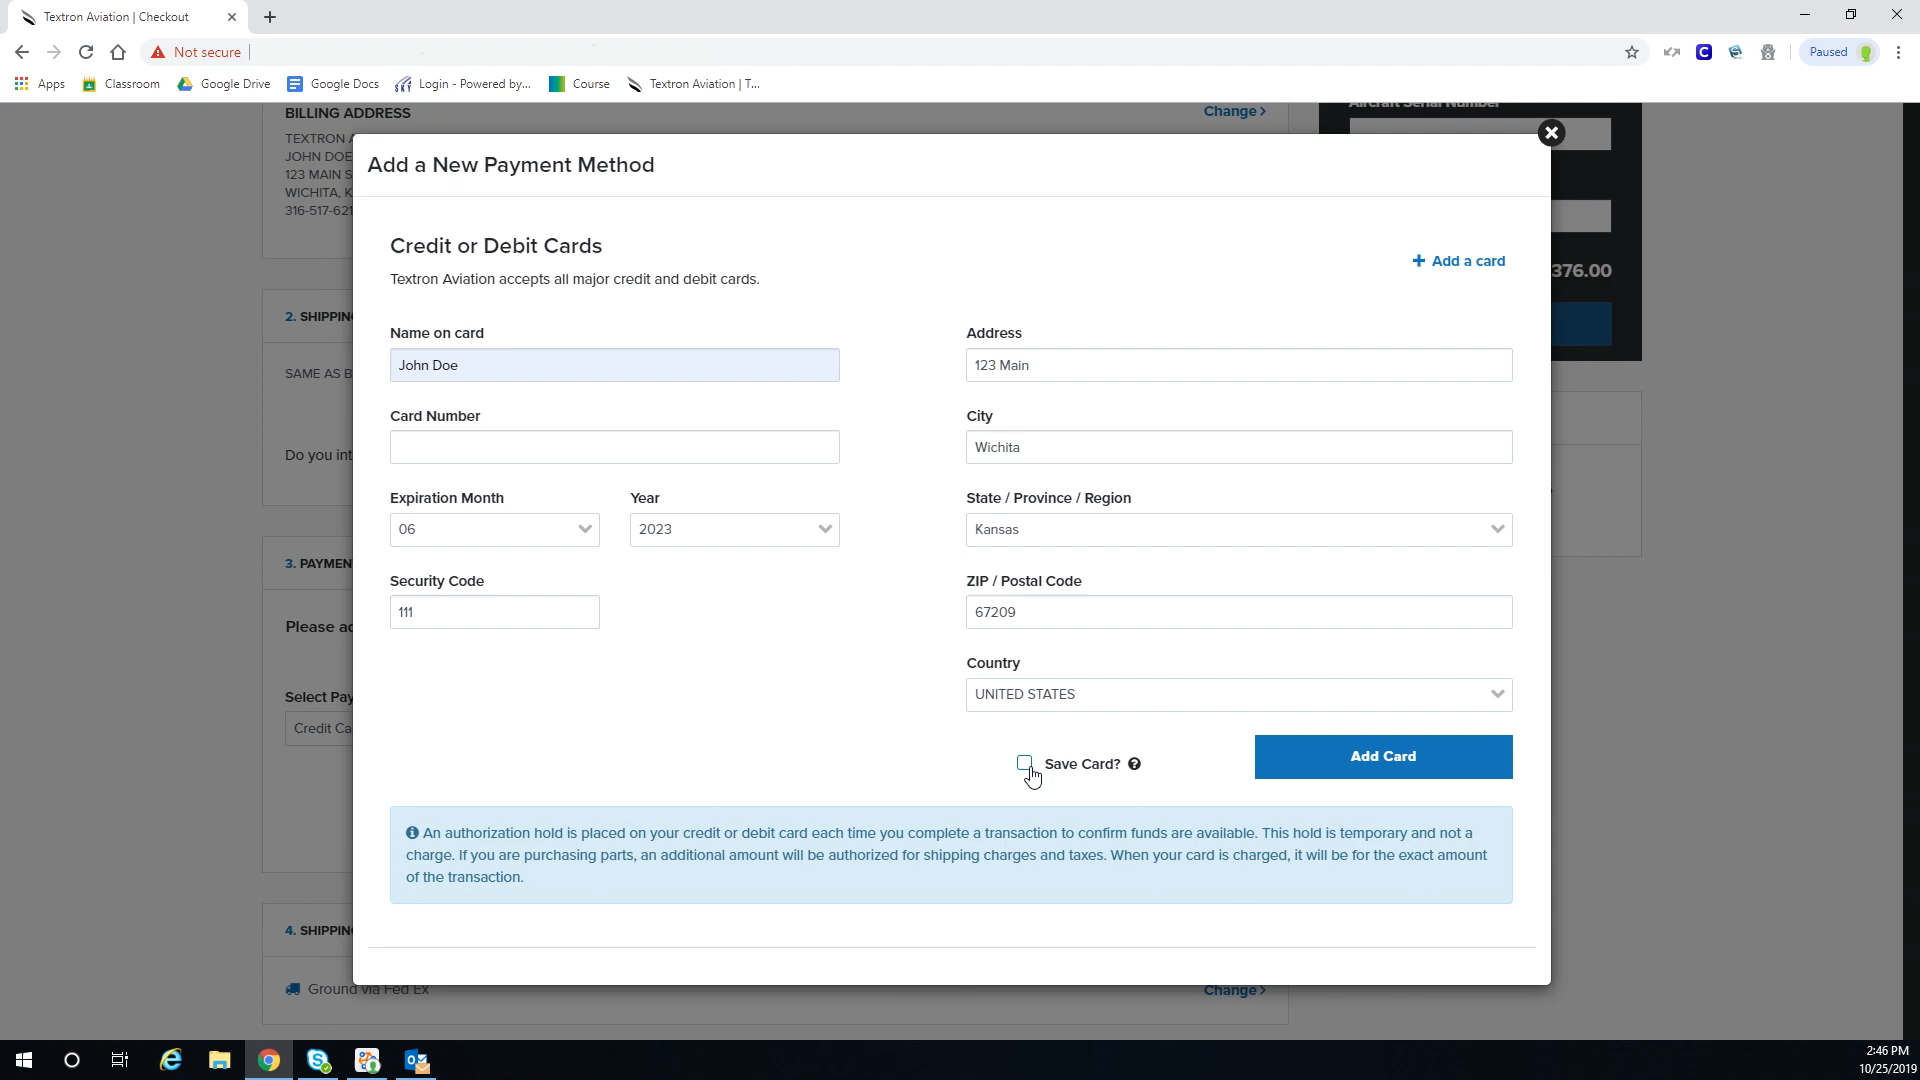 Textron Aviation | Checkout
Not secure
Paused
Apps
Classroom
Google Drive
Google Docs
Login - Powered by...
Course
Textron Aviation | T...
BILLING ADDRESS
Change
Aircraft Serial Number
TEXTRON A
JOHN DOE
123 MAIN S
WICHITA, K
316-517-621
Add a New Payment Method
Credit or Debit Cards
Add a card
Textron Aviation accepts all major credit and debit cards.
376.00
2. SHIPPIN
Name on card
Address
John Doe
123 Main
SAME AS B
Card Number
City
Wichita
Do you int
Expiration Month
Year
State / Province / Region
06
2023
Kansas
3. PAYMEN
Security Code
ZIP / Postal Code
111
67209
Please ad
Country
UNITED STATES
Select Pay
Credit Ca
Save Card?
Add Card
An authorization hold is placed on your credit or debit card each time you complete a transaction to confirm funds are available. This hold is temporary and not a
charge. If you are purchasing parts, an additional amount will be authorized for shipping charges and taxes. When your card is charged, it will be for the exact amount
of the transaction.
4. SHIPPIN
Ground via Fed Ex
Change
2:46 PM
10/25/2019